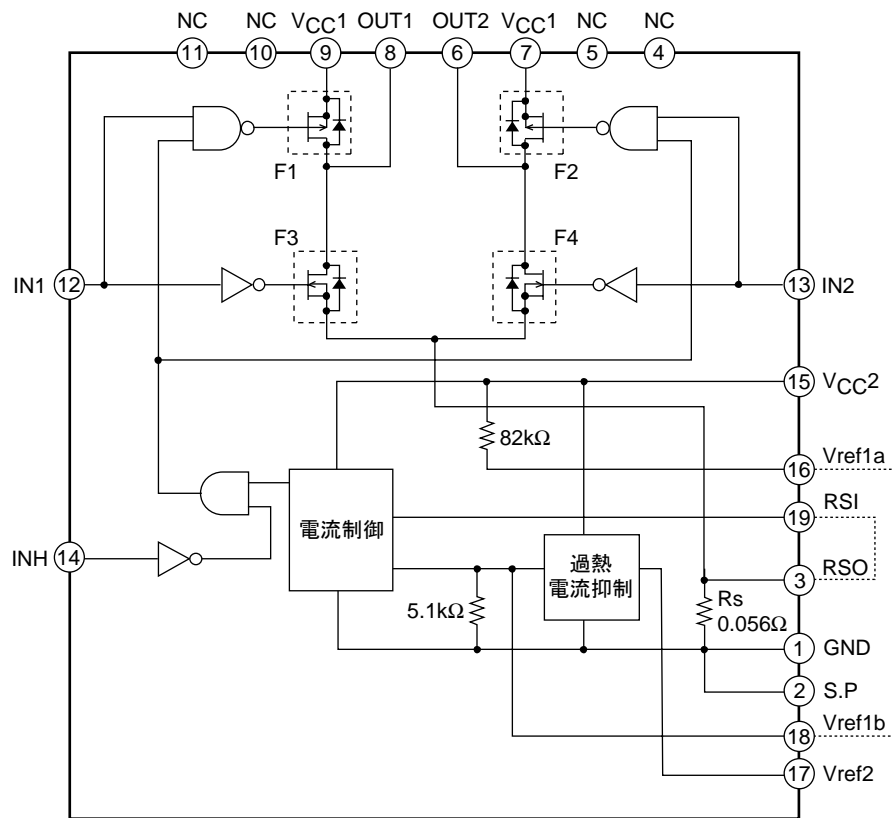 NC NC VCC1 OUT1 OUT2 VCC1 NC NC
11 10 9 8 6 7 5 4
F1 F2
F3 F4
IN1 12
13 IN2
15 VCC2
82kΩ
16 Vref1a
電流制御
19 RSI
INH 14
過熱
電流抑制
3 RSO
5.1kΩ
Rs
0.056Ω
1 GND
2 S.P
18 Vref1b
17 Vref2